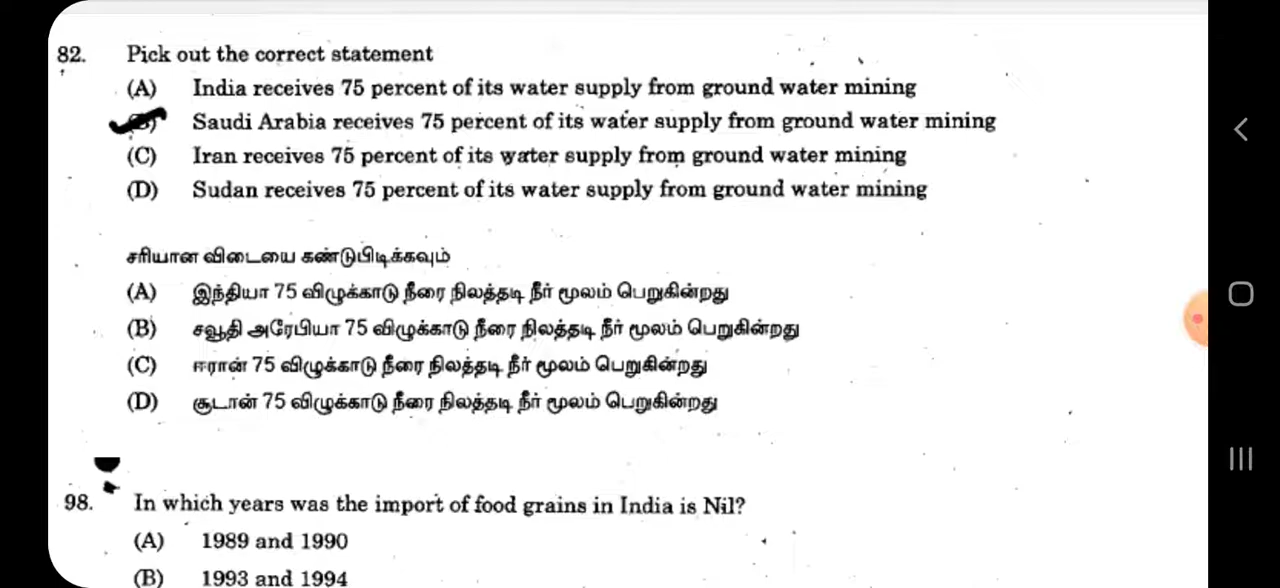 82. Pick out the correct statement
(A) India receives 75 percent of its water supply from ground water mining
(B) Saudi Arabia receives 75 percent of its water supply from ground water mining
(C) Iran receives 75 percent of its water supply from ground water mining
(D) Sudan receives 75 percent of its water supply from ground water mining
சரியான விடையை கண்டுபிடிக்கவும்
(A) இந்தியா 75 விழுக்காடு நீரை நிலத்தடி நீர் மூலம் பெறுகின்றது
(B) சவூதி அரேபியா 75 விழுக்காடு நீரை நிலத்தடி நீர் மூலம் பெறுகின்றது
(C) ஈரான் 75 விழுக்காடு நீரை நிலத்தடி நீர் மூலம் பெறுகின்றது
(D) சூடான் 75 விழுக்காடு நீரை நிலத்தடி நீர் மூலம் பெறுகின்றது
98. In which years was the import of food grains in India is Nil?
(A) 1989 and 1990
(B) 1993 and 1994